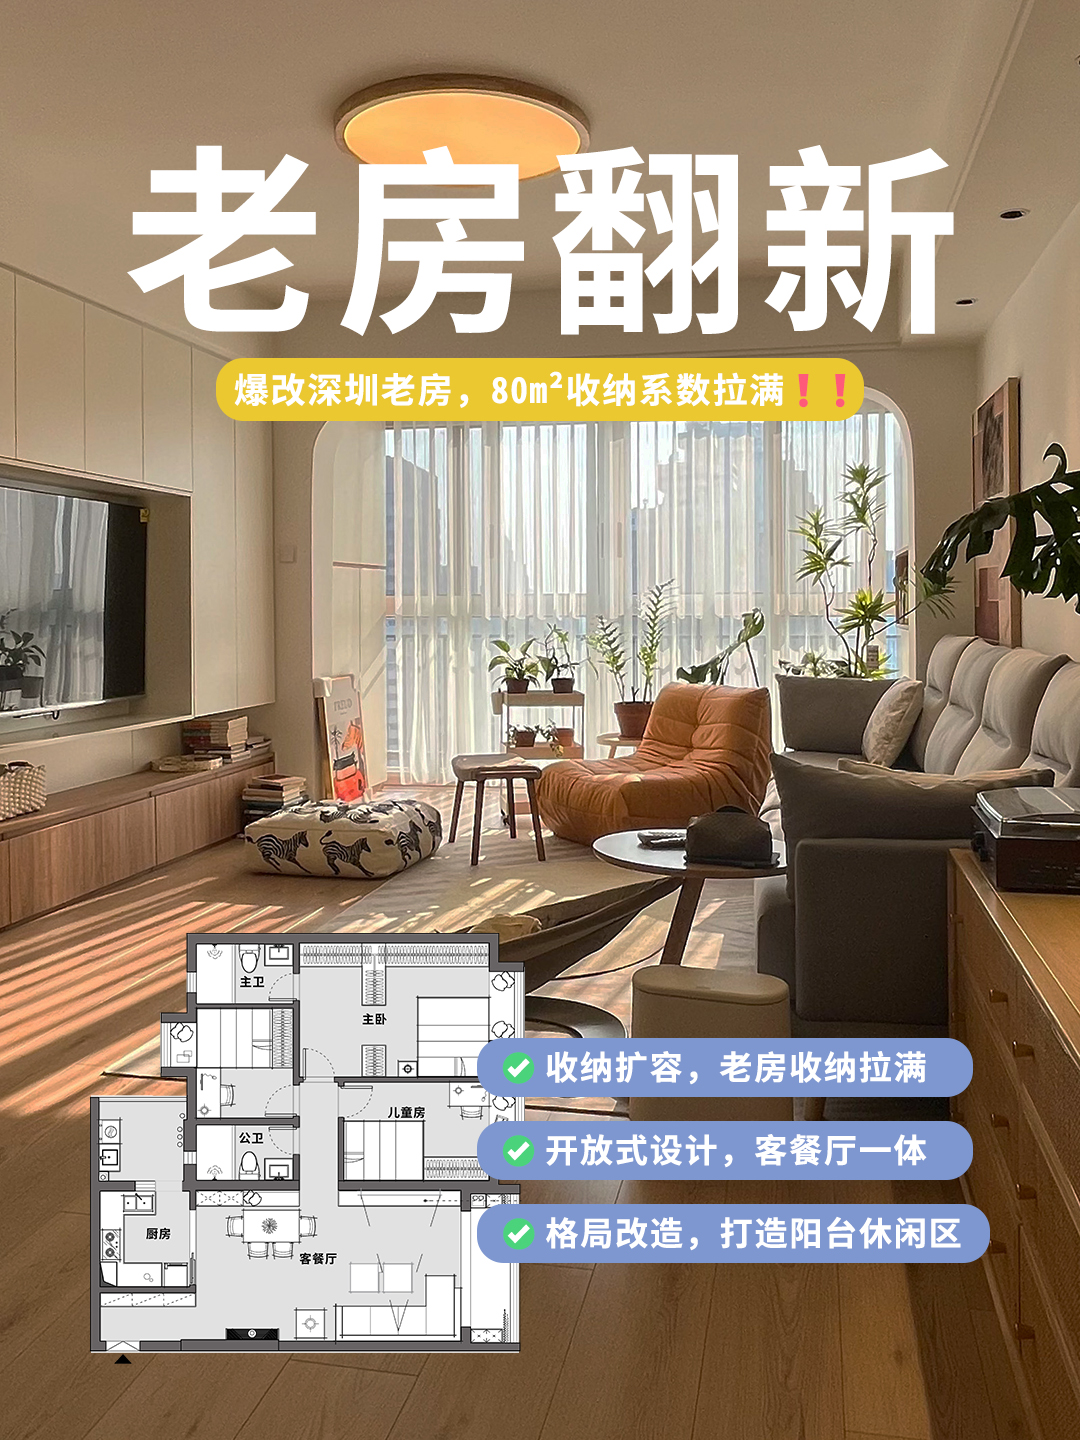 老房翻新
爆改深圳老房，80㎡收纳系数拉满❗❗
TREUD
主卫
主卧
儿童房
公卫
厨房
客餐厅
✅ 收纳扩容，老房收纳拉满
✅ 开放式设计，客餐厅一体
✅ 格局改造，打造阳台休闲区